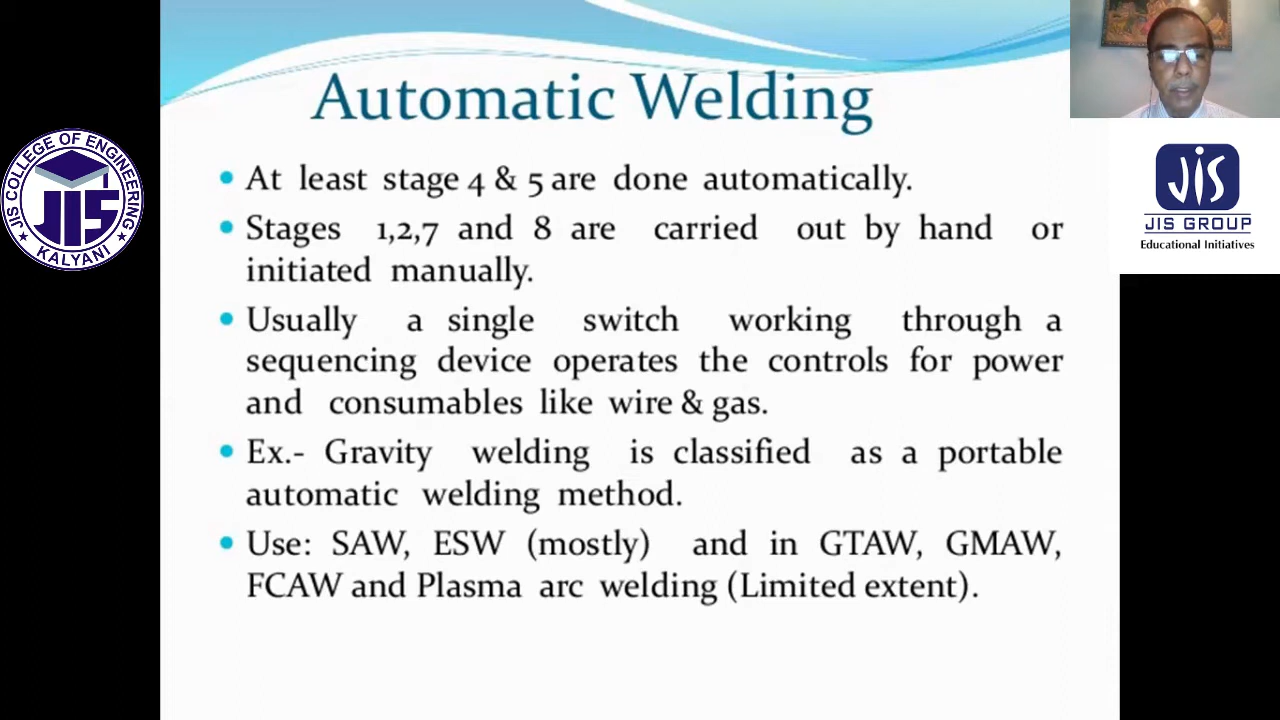 Automatic Welding
At least stage 4 & 5 are done automatically.
Stages 1,2,7 and 8 are carried out by hand or
initiated manually.
Usually a single switch working through a
sequencing device operates the controls for power
and consumables like wire & gas.
Ex.- Gravity welding is classified as a portable
automatic welding method.
Use: SAW, ESW (mostly) and in GTAW, GMAW,
FCAW and Plasma arc welding (Limited extent).
JIS COLLEGE OF ENGINEERING
JIS
KALYANI
JIS
JIS GROUP
Educational Initiatives